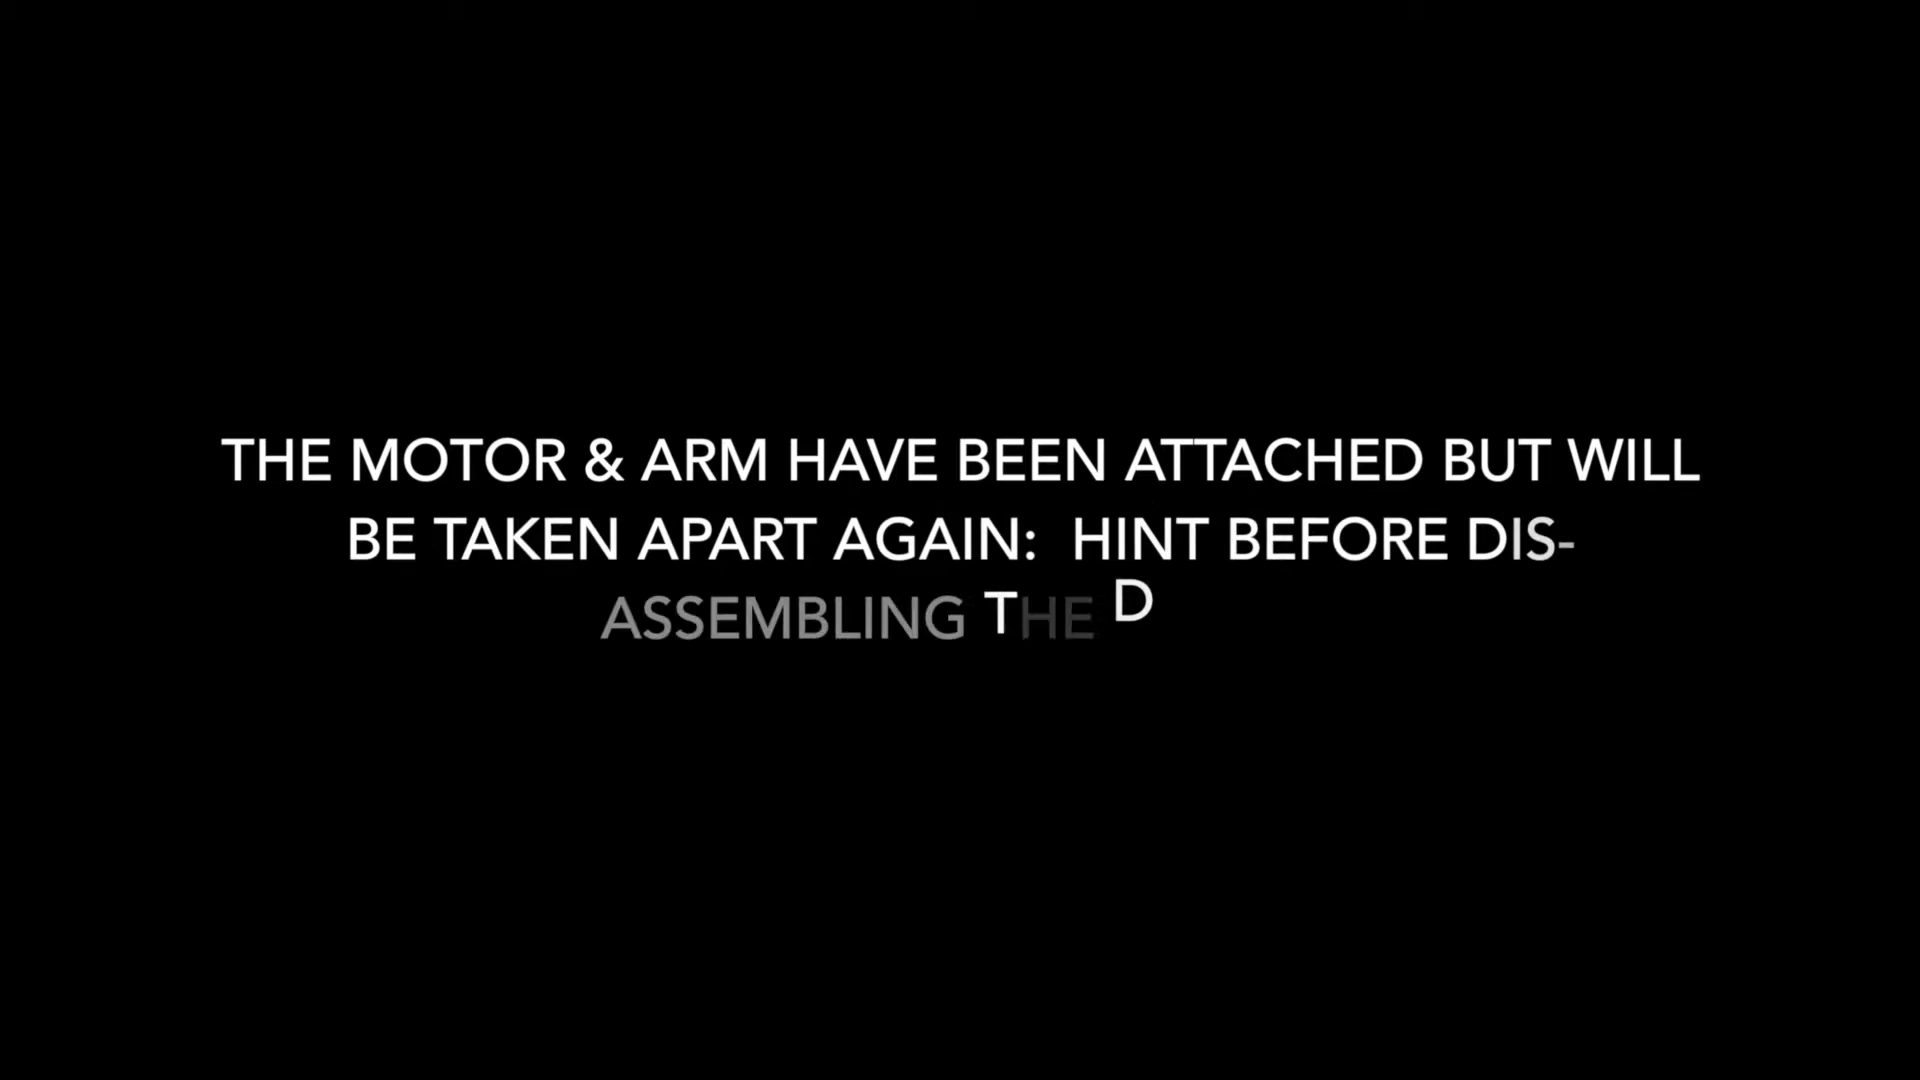 THE MOTOR & ARM HAVE BEEN ATTACHED BUT WILL
BE TAKEN APART AGAIN:  HINT BEFORE DIS-
ASSEMBLING THE D